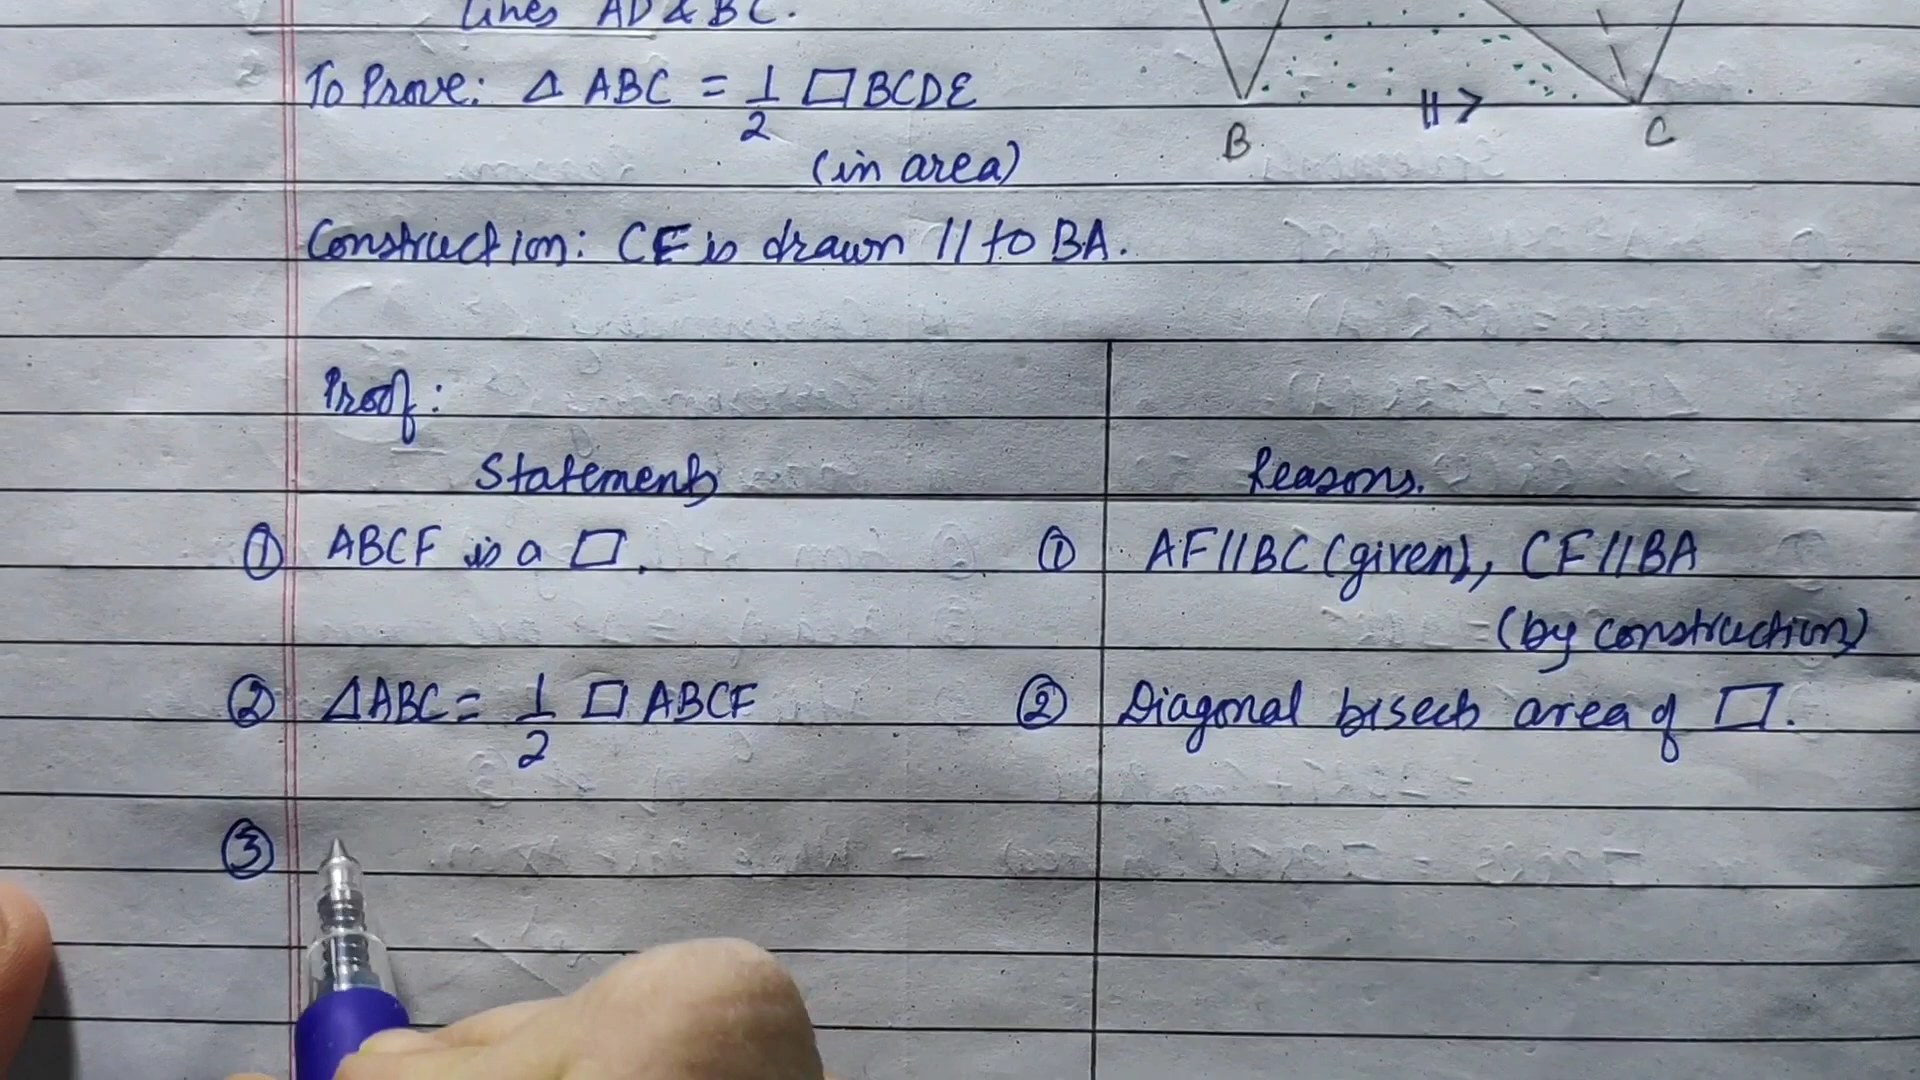 Lines AD & BC.
To Prove: Δ ABC = 1/2 ▱ BCDE
(in area)
B
C
Construction: CF is drawn // to BA.
Proof:
Statements
Reasons.
① ABCF is a ▱.
① AF//BC (given), CF//BA
(by construction)
② ΔABC = 1/2 ▱ ABCF
② Diagonal bisects area of ▱.
③